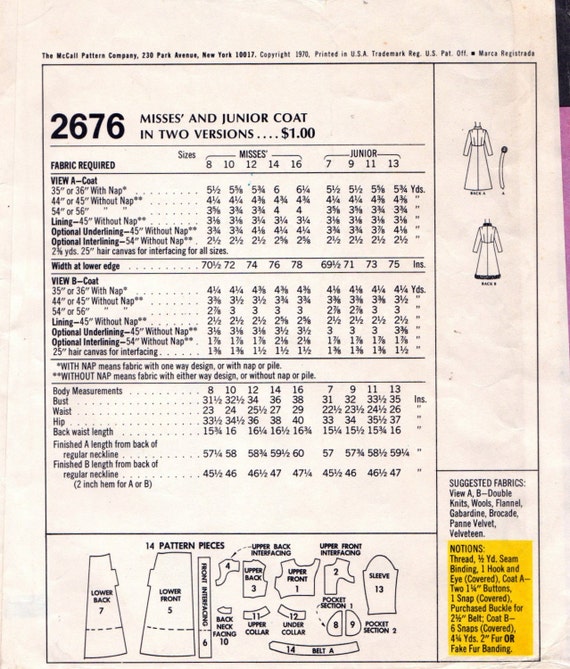 The McCall Pattern Company, 230 Park Avenue, New York 10017. Copyright 1970, Printed in U.S.A. Trademark Reg. U.S. Pat. Off. ■ Marca Registrada
2676 MISSES' AND JUNIOR COAT
IN TWO VERSIONS....$1.00
Sizes MISSES' JUNIOR
FABRIC REQUIRED 8 10 12 14 16 7 9 11 13
VIEW A—Coat
35" or 36" With Nap* 5½ 5⅝ 5¾ 6 6¼ 5½ 5½ 5⅝ 5¾ Yds.
44" or 45" Without Nap** 4¼ 4¼ 4⅜ 4¾ 4¾ 4¼ 4¼ 4⅜ 4⅜ "
54" or 56" " " 3⅝ 3¾ 3¾ 4 4 3⅝ 3⅝ 3¾ 3¾ "
Lining—45" Without Nap** 3⅛ 3⅛ 3¼ 3¼ 3¼ 3⅛ 3⅛ 3⅛ 3¼ "
Optional Underlining—45" Without Nap** 3¾ 3¾ 4⅛ 4¼ 4¼ 3¾ 3¾ 3⅞ 4⅛ "
Optional Interlining—54" Without Nap** 2½ 2½ 2½ 2⅝ 2⅝ 2½ 2½ 2½ 2½ "
2⅜ yds. 25" hair canvas for interfacing for all sizes.
Width at lower edge 70½ 72 74 76 78 69½ 71 73 75 Ins.
VIEW B—Coat
35" or 36" With Nap* 4¼ 4¼ 4⅜ 4⅜ 4⅜ 4⅛ 4⅛ 4¼ 4¼ Yds.
44" or 45" Without Nap** 3⅜ 3½ 3½ 3¾ 3¾ 3⅜ 3⅜ 3½ 3½ "
54" or 56" " " 2⅞ 3 3 3 3 2⅞ 2⅞ 3 3 "
Lining—45" Without Nap** 2½ 2½ 2½ 2⅝ 2⅝ 2½ 2½ 2½ 2½ "
Optional Underlining—45" Without Nap** 3⅛ 3⅛ 3⅜ 3½ 3½ 3 3 3 3⅜ "
Optional Interlining—54" Without Nap** 1⅞ 1⅞ 2½ 2½ 2½ 1⅞ 1⅞ 1⅞ 1⅞ "
25" hair canvas for interfacing 1⅜ 1⅜ 1⅜ 1½ 1½ 1⅜ 1⅜ 1⅜ 1½ "
*WITH NAP means fabric with one way design, or with nap or pile.
**WITHOUT NAP means fabric with either way design, or without nap or pile.
Body Measurements 8 10 12 14 16 7 9 11 13
Bust 31½ 32½ 34 36 38 31 32 33½ 35 Ins.
Waist 23 24 25½ 27 29 22½ 23½ 24½ 26 "
Hip 33½ 34½ 36 38 40 33 34 35½ 37 "
Back waist length 15¾ 16 16¼ 16½ 16¾ 15¼ 15½ 15¾ 16 "
Finished A length from back of
regular neckline 57¼ 58 58¾ 59½ 60 57 57¾ 58½ 59¼ "
Finished B length from back of
regular neckline 45½ 46 46½ 47 47¼ 45½ 46 46½ 47 "
(2 inch hem for A or B)
BACK A A
BACK B
SUGGESTED FABRICS:
View A, B—Double
Knits, Wools, Flannel,
Gabardine, Brocade,
Panne Velvet,
Velveteen.
NOTIONS:
Thread, ½ Yd. Seam
Binding, 1 Hook and
Eye (Covered), Coat A—
Two 1¼" Buttons,
1 Snap (Covered),
Purchased Buckle for
2½" Belt; Coat B—
6 Snaps (Covered),
4¼ Yds. 2" Fur OR
Fake Fur Banding.
14 PATTERN PIECES
LOWER
BACK
7
LOWER
FRONT
5
FRONT INTERFACING
6
4
UPPER BACK
INTERFACING
UPPER
BACK
3
UPPER
FRONT
1
UPPER FRONT
INTERFACING
2
SLEEVE
13
BACK
NECK
FACING
10
11
UPPER
COLLAR
12
UNDER
COLLAR
POCKET
SECTION 1
8 9
POCKET
SECTION 2
14 BELT A